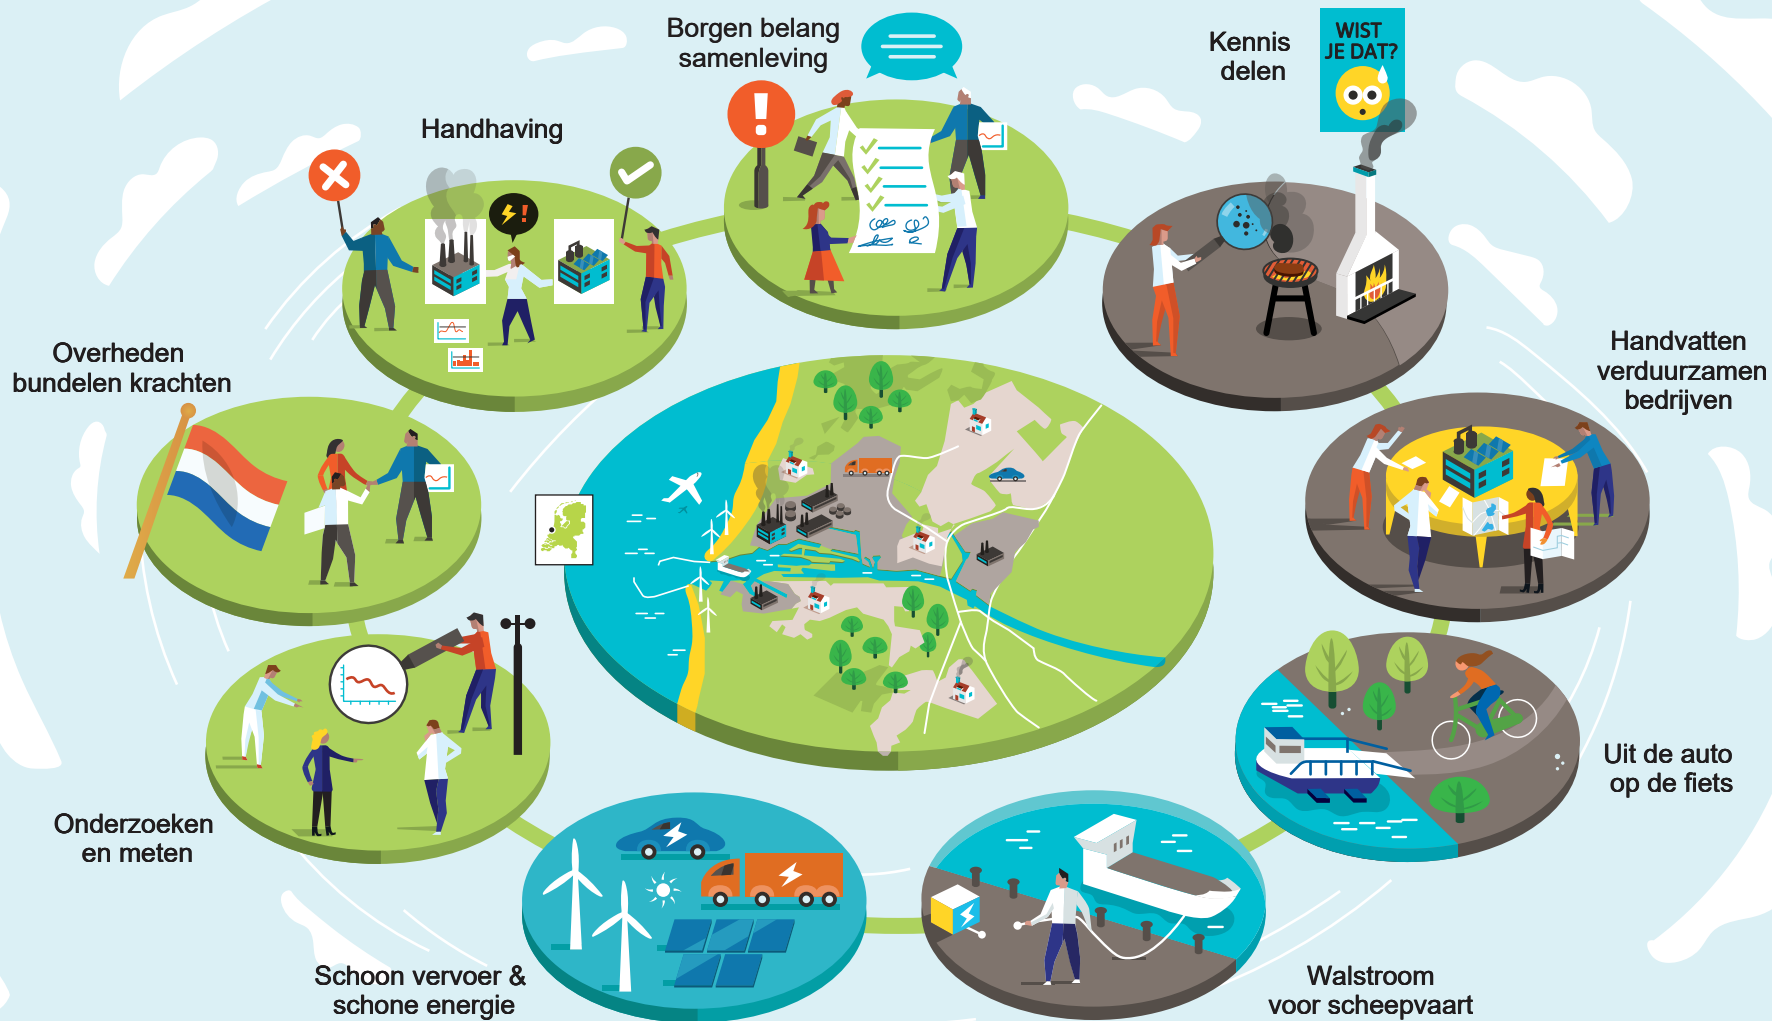 Borgen belang
samenleving
Kennis
delen
WIST
JE DAT?
Handhaving
Overheden
bundelen krachten
Handvatten
verduurzamen
bedrijven
Onderzoeken
en meten
Uit de auto
op de fiets
Schoon vervoer &
schone energie
Walstroom
voor scheepvaart